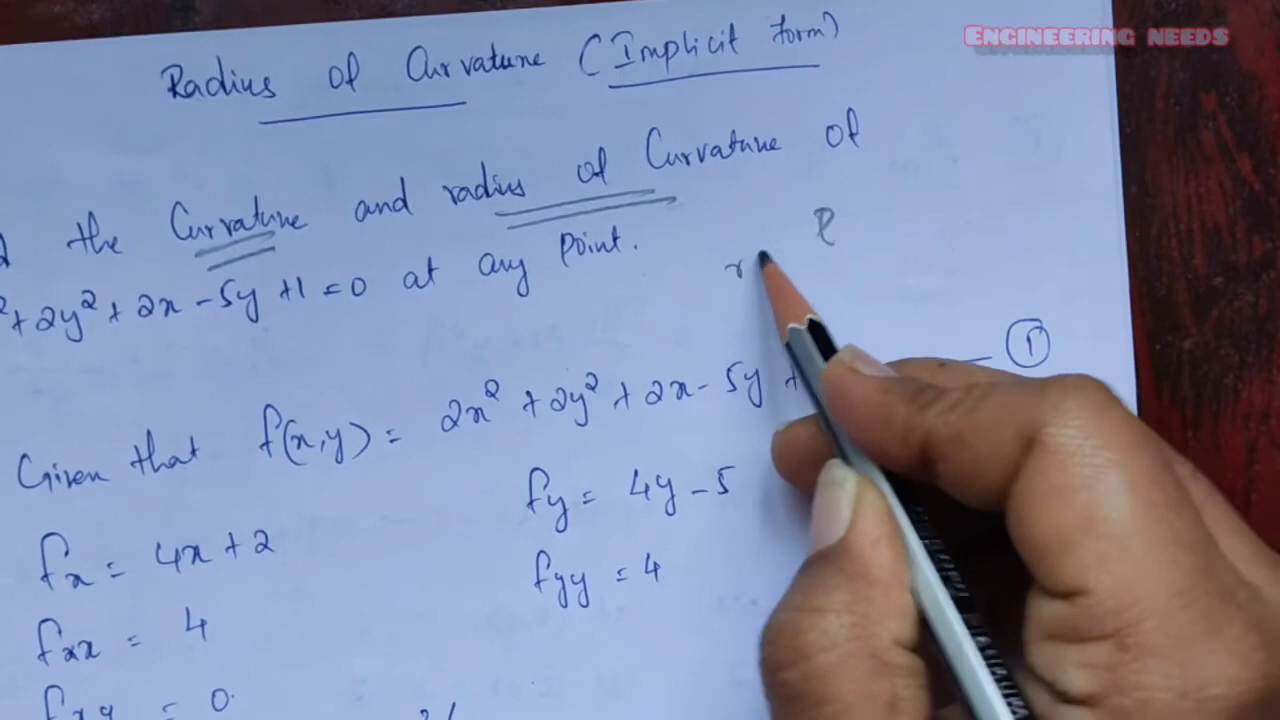 ENGINEERING NEEDS
Radius of Curvature (Implicit form)
the Curvature and radius of Curvature of
+2y²+2x-5y+1=0 at any point.
r
Given that f(x,y) = 2x²+2y²+2x-5y+ — ①
fx = 4x+2
fy = 4y-5
fxx = 4
fyy = 4
fxy = 0